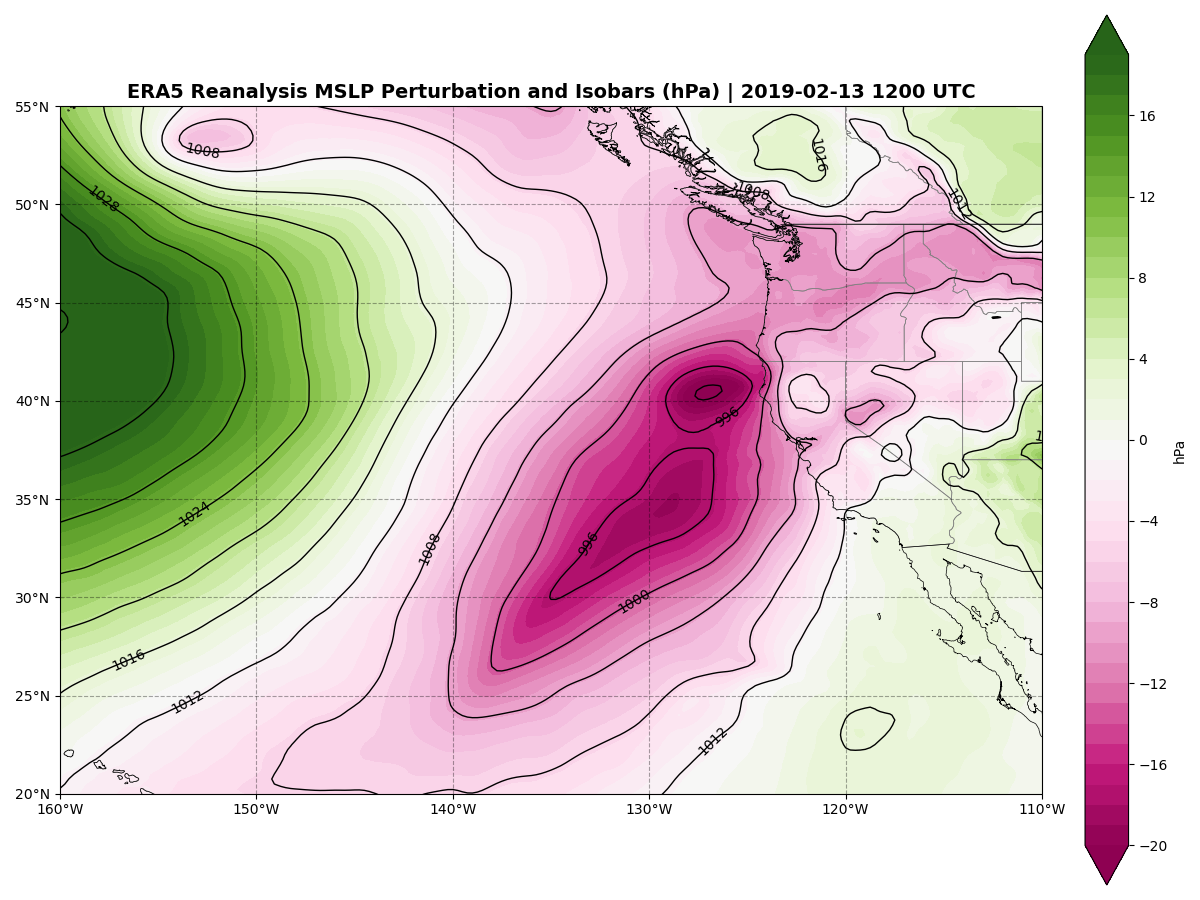 ERA5 Reanalysis MSLP Perturbation and Isobars (hPa) | 2019-02-13 1200 UTC
55°N
50°N
45°N
40°N
35°N
30°N
25°N
20°N
160°W
150°W
140°W
130°W
120°W
110°W
1008
1028
1008
1016
1012
996
1024
1008
996
1000
1016
1012
1012
1
16
12
8
4
0
−4
−8
−12
−16
−20
hPa